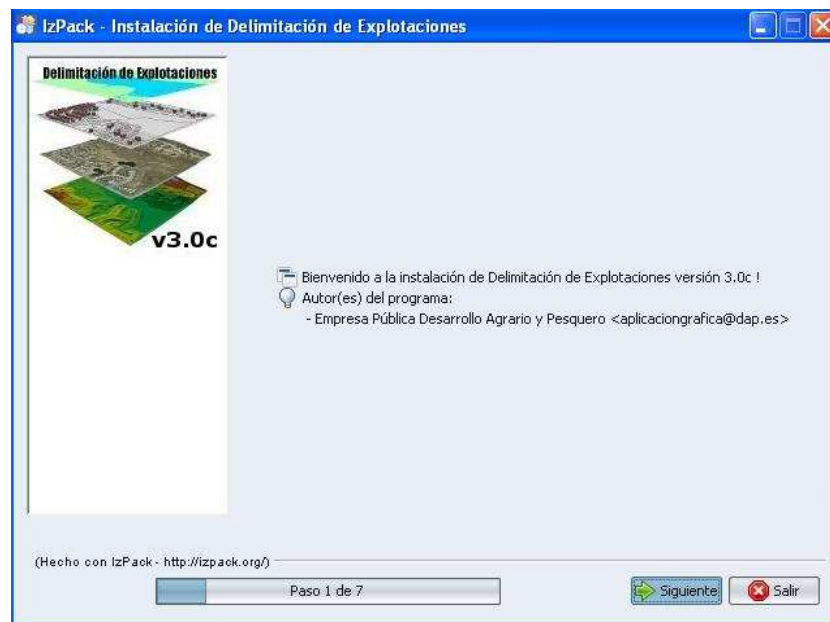 IzPack - Instalación de Delimitación de Explotaciones
Delimitación de Explotaciones
v3.0c
Bienvenido a la instalación de Delimitación de Explotaciones versión 3.0c !
Autor(es) del programa:
- Empresa Pública Desarrollo Agrario y Pesquero <aplicaciongrafica@dap.es>
(Hecho con IzPack - http://izpack.org/)
Paso 1 de 7
Siguiente
Salir